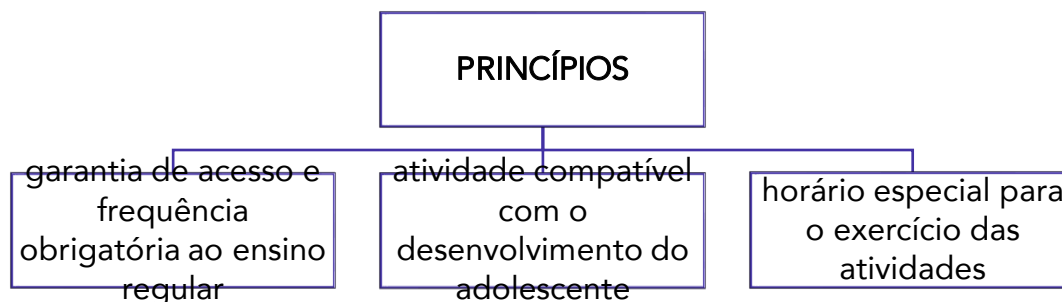 PRINCÍPIOS
garantia de acesso e
frequência
obrigatória ao ensino
regular
atividade compatível
com o
desenvolvimento do
adolescente
horário especial para
o exercício das
atividades